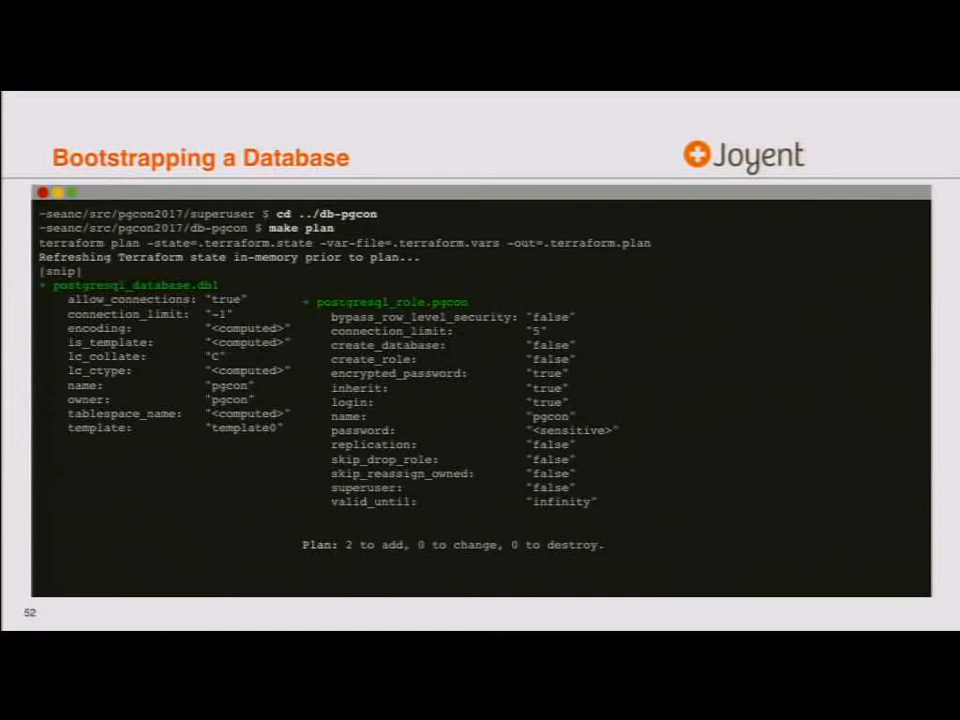 Bootstrapping a Database
Joyent
~seanc/src/pgcon2017/superuser $ cd ../db-pgcon
~seanc/src/pgcon2017/db-pgcon $ make plan
terraform plan -state=.terraform.state -var-file=.terraform.vars -out=.terraform.plan
Refreshing Terraform state in-memory prior to plan...
[snip]
+ postgresql_database.db1
allow_connections: "true"
connection_limit: "-1"
encoding: "<computed>"
is_template: "<computed>"
lc_collate: "C"
lc_ctype: "<computed>"
name: "pgcon"
owner: "pgcon"
tablespace_name: "<computed>"
template: "template0"
+ postgresql_role.pgcon
bypass_row_level_security: "false"
connection_limit: "5"
create_database: "false"
create_role: "false"
encrypted_password: "true"
inherit: "true"
login: "true"
name: "pgcon"
password: "<sensitive>"
replication: "false"
skip_drop_role: "false"
skip_reassign_owned: "false"
superuser: "false"
valid_until: "infinity"
Plan: 2 to add, 0 to change, 0 to destroy.
52